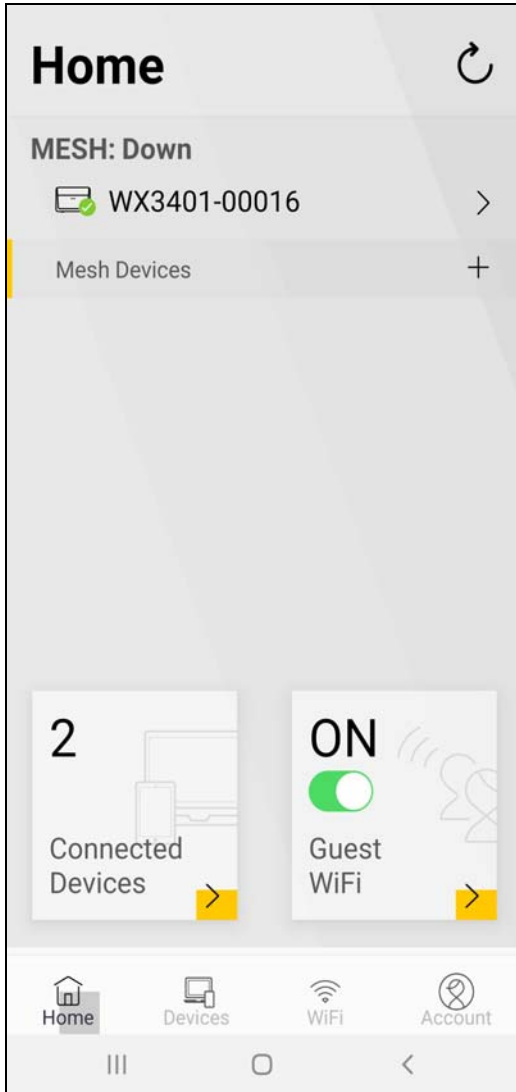 Home
MESH: Down
WX3401-00016
Mesh Devices
2
Connected
Devices
ON
Guest
WiFi
Home
Devices
WiFi
Account